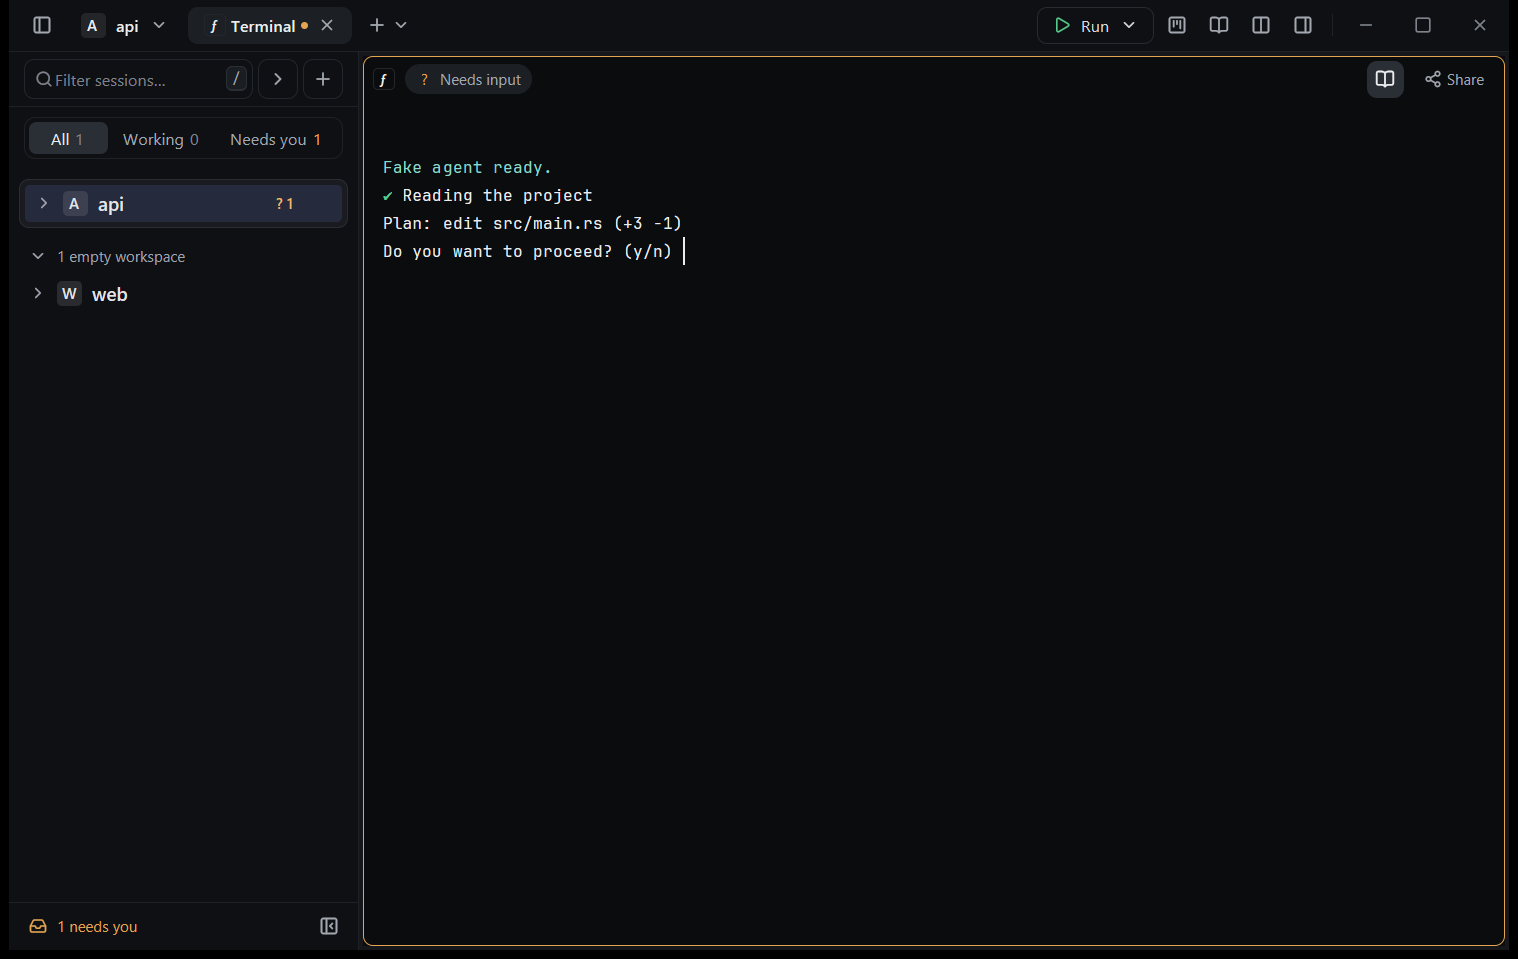 A api
f Terminal
Run
Filter sessions... /
All 1 Working 0 Needs you 1
A api ? 1
1 empty workspace
W web
1 needs you
f ? Needs input
Share
Fake agent ready.
✔ Reading the project
Plan: edit src/main.rs (+3 -1)
Do you want to proceed? (y/n)